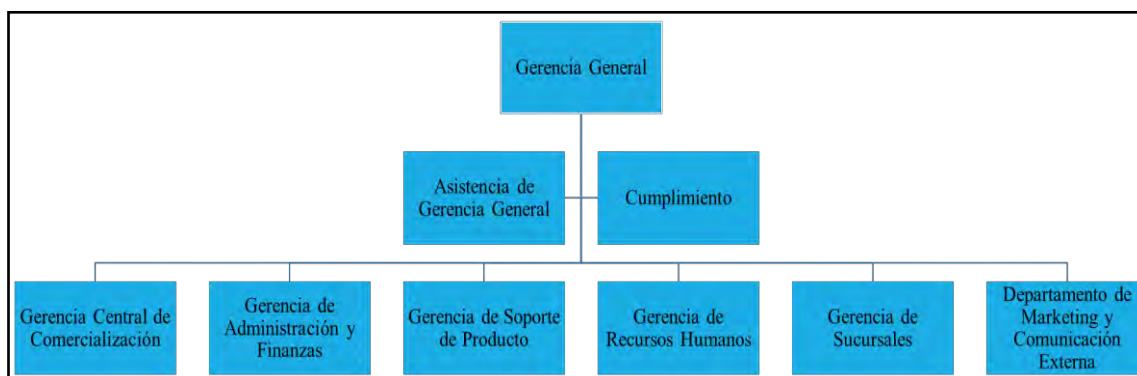 Gerencia General
Asistencia de
Gerencia General
Cumplimiento
Gerencia Central de
Comercialización
Gerencia de
Administración y
Finanzas
Gerencia de Soporte
de Producto
Gerencia de
Recursos Humanos
Gerencia de
Sucursales
Departamento de
Marketing y
Comunicación
Externa